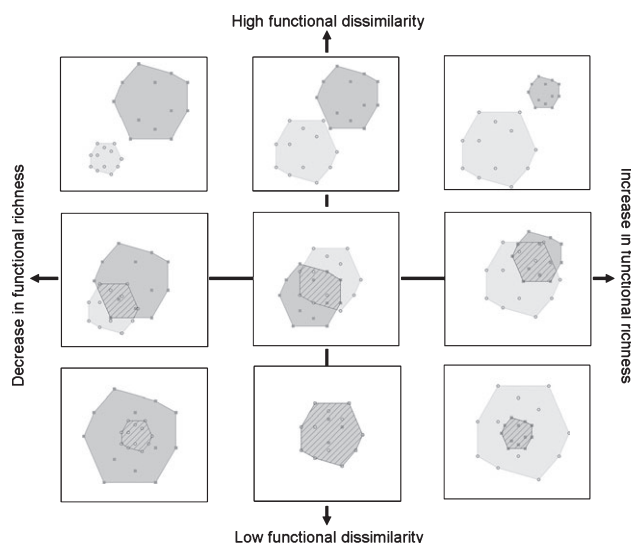 High functional dissimilarity
Decrease in functional richness
Increase in functional richness
Low functional dissimilarity